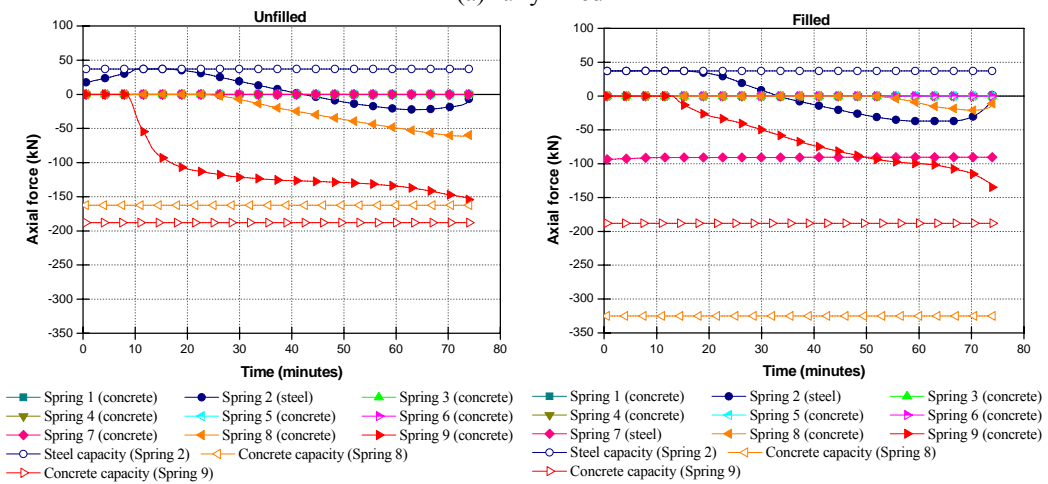 (a)
Unfilled
100
50
0
-50
-100
-150
-200
-250
-300
-350
Axial force (kN)
0 10 20 30 40 50 60 70 80
Time (minutes)
Spring 1 (concrete) Spring 2 (steel) Spring 3 (concrete)
Spring 4 (concrete) Spring 5 (concrete) Spring 6 (concrete)
Spring 7 (concrete) Spring 8 (concrete) Spring 9 (concrete)
Steel capacity (Spring 2) Concrete capacity (Spring 8)
Concrete capacity (Spring 9)
Filled
100
50
0
-50
-100
-150
-200
-250
-300
-350
Axial force (kN)
0 10 20 30 40 50 60 70 80
Time (minutes)
Spring 1 (concrete) Spring 2 (steel) Spring 3 (concrete)
Spring 4 (concrete) Spring 5 (concrete) Spring 6 (concrete)
Spring 7 (steel) Spring 8 (concrete) Spring 9 (concrete)
Steel capacity (Spring 2) Concrete capacity (Spring 8)
Concrete capacity (Spring 9)